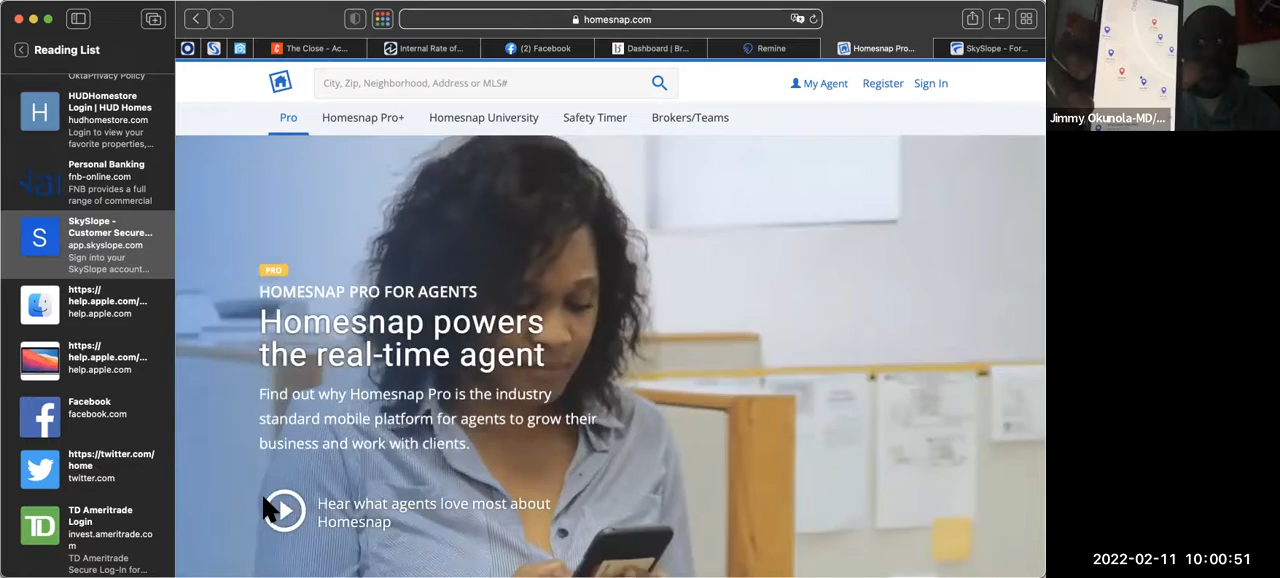 homesnap.com
Reading List
The Close - Ac...
Internal Rate of...
(2) Facebook
Dashboard | Br...
Remine
Homesnap Pro...
SkySlope - For...
OktaPrivacy Policy
HUDHomestore
Login | HUD Homes
hudhomestore.com
Login to view your
favorite properties,...
Personal Banking
fnb-online.com
FNB provides a full
range of commercial
SkySlope -
Customer Secure...
app.skyslope.com
Sign into your
SkySlope account...
https://
help.apple.com/...
help.apple.com
https://
help.apple.com/...
help.apple.com
Facebook
facebook.com
https://twitter.com/
home
twitter.com
TD Ameritrade
Login
invest.ameritrade.co
m
TD Ameritrade
Secure Log-In for...
City, Zip, Neighborhood, Address or MLS#
My Agent
Register
Sign In
Pro
Homesnap Pro+
Homesnap University
Safety Timer
Brokers/Teams
PRO
HOMESNAP PRO FOR AGENTS
Homesnap powers
the real-time agent
Find out why Homesnap Pro is the industry
standard mobile platform for agents to grow their
business and work with clients.
Hear what agents love most about
Homesnap
Jimmy Okunola-MD/...
2022-02-11 10:00:51